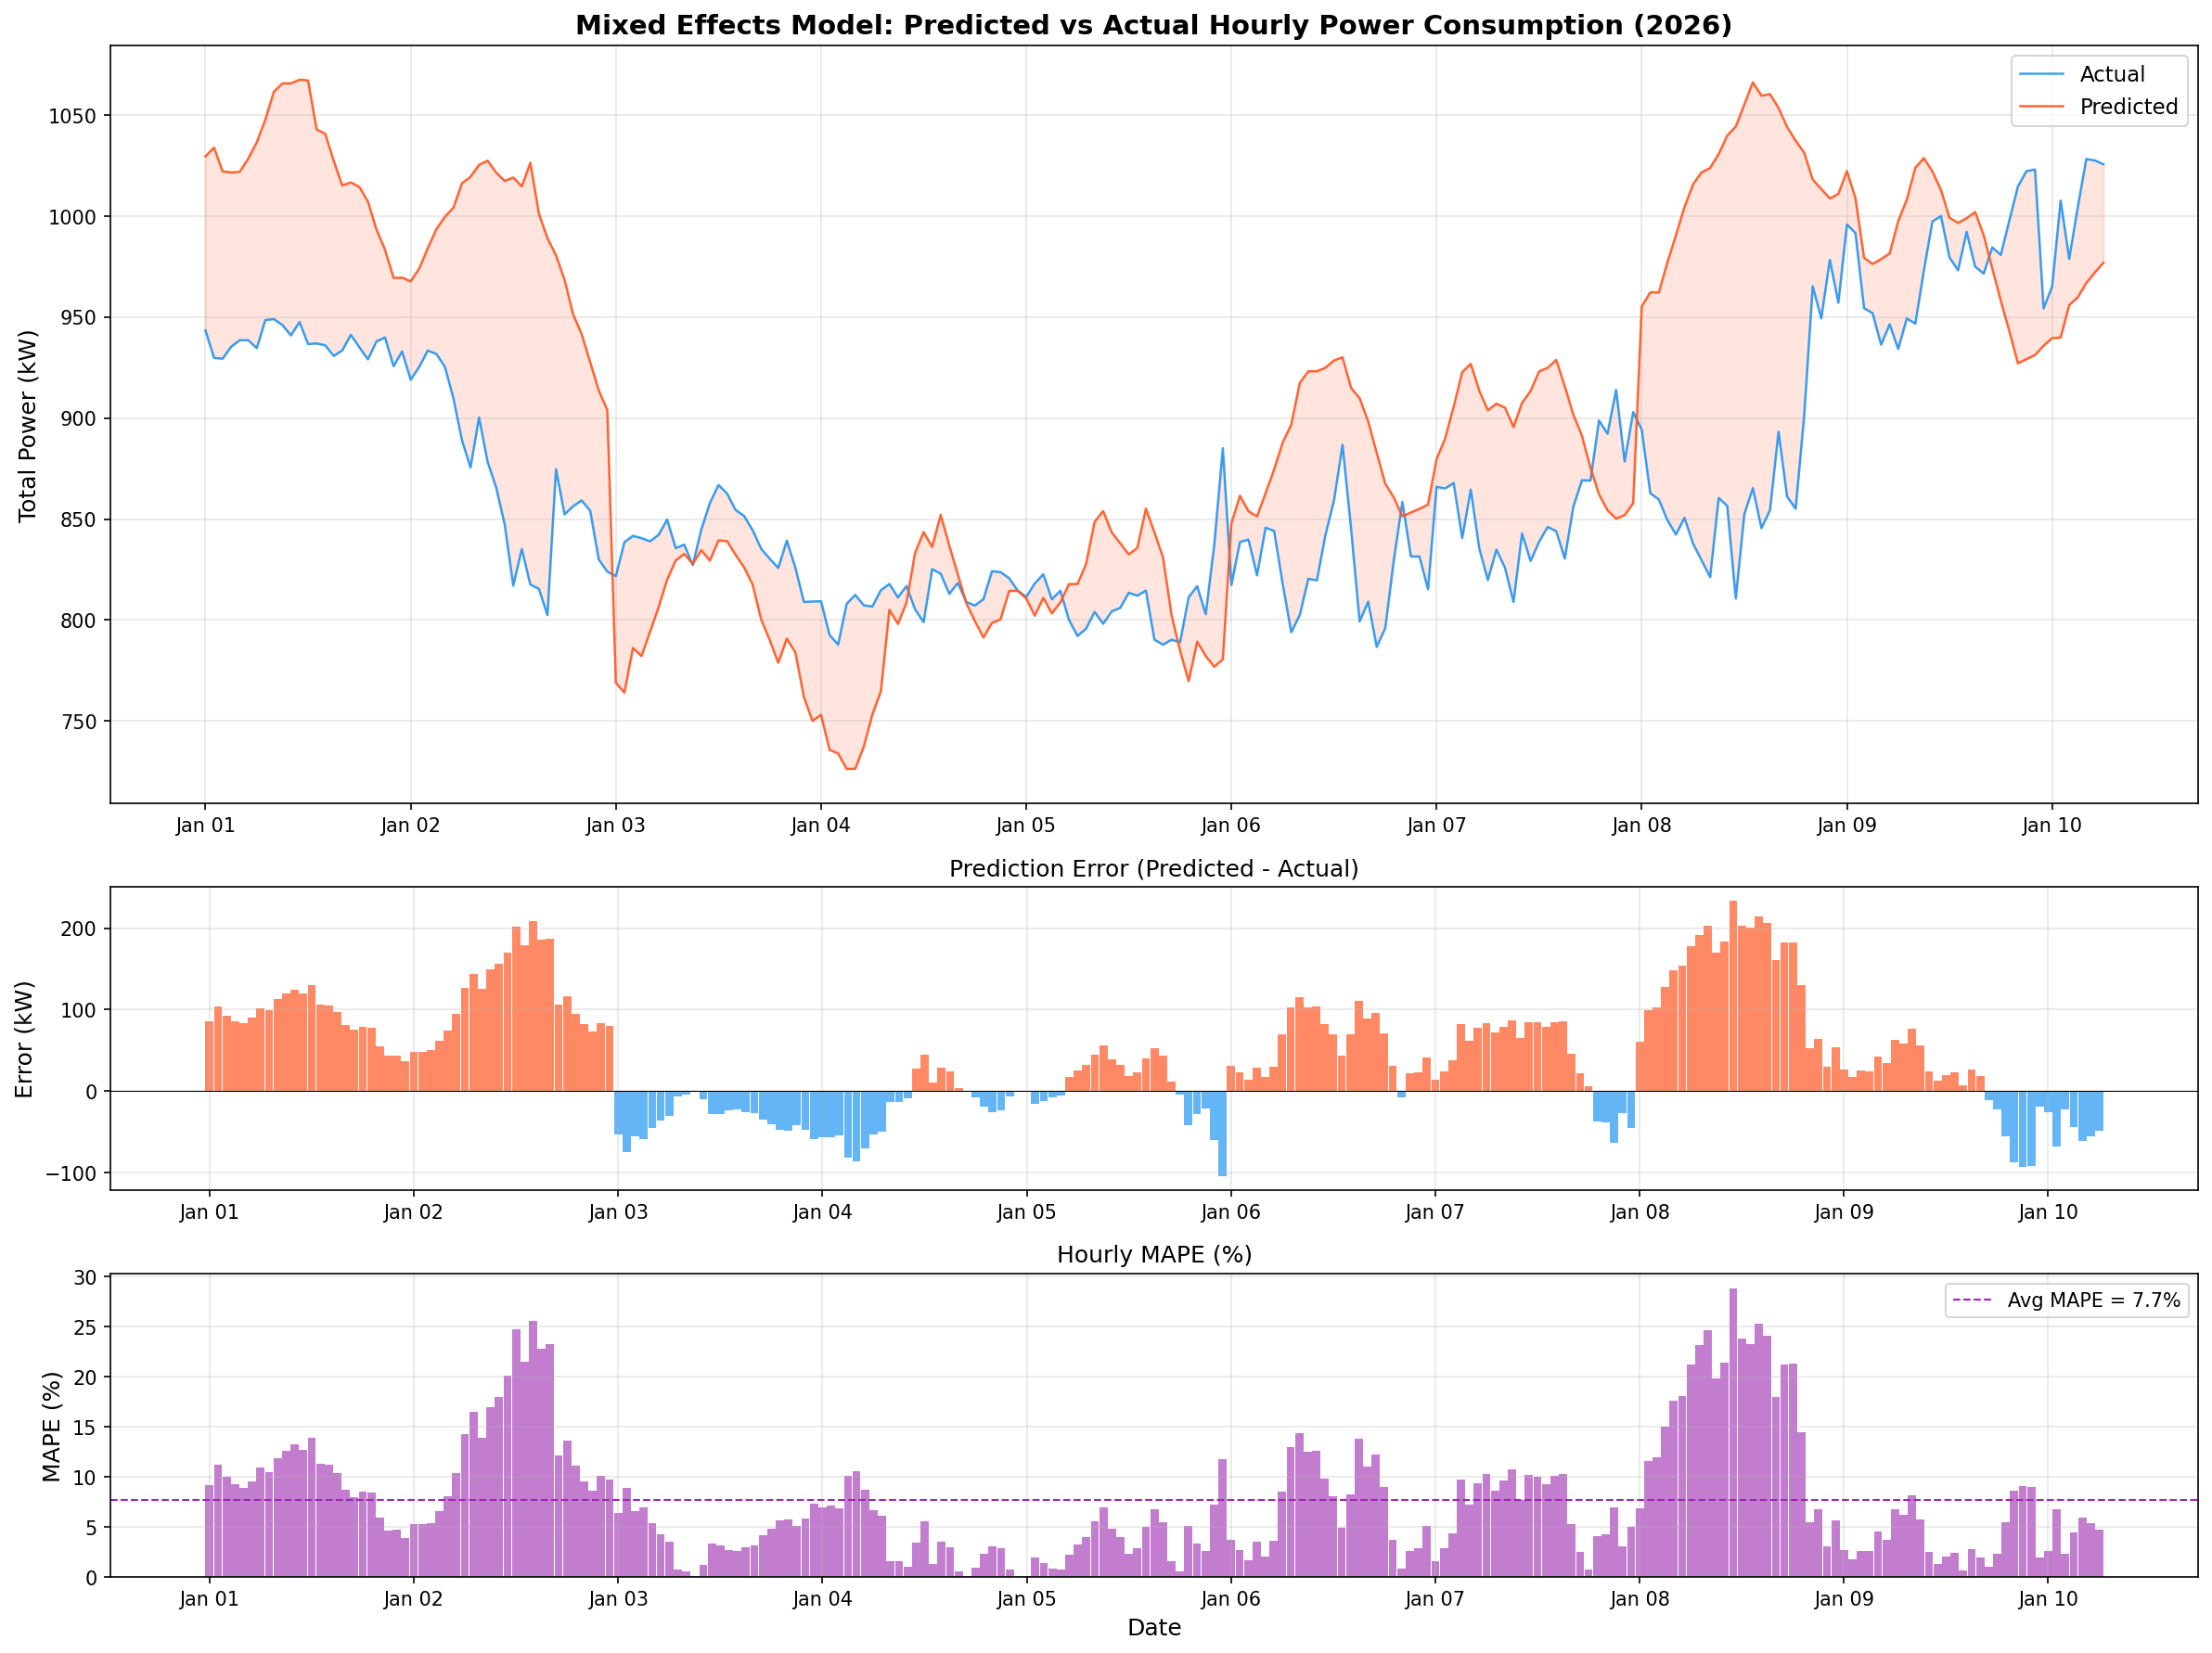 Mixed Effects Model: Predicted vs Actual Hourly Power Consumption (2026)
Actual
Predicted
Total Power (kW)
1050
1000
950
900
850
800
750
Jan 01 Jan 02 Jan 03 Jan 04 Jan 05 Jan 06 Jan 07 Jan 08 Jan 09 Jan 10
Prediction Error (Predicted - Actual)
Error (kW)
200
100
0
−100
Jan 01 Jan 02 Jan 03 Jan 04 Jan 05 Jan 06 Jan 07 Jan 08 Jan 09 Jan 10
Hourly MAPE (%)
Avg MAPE = 7.7%
MAPE (%)
30
25
20
15
10
5
0
Jan 01 Jan 02 Jan 03 Jan 04 Jan 05 Jan 06 Jan 07 Jan 08 Jan 09 Jan 10
Date